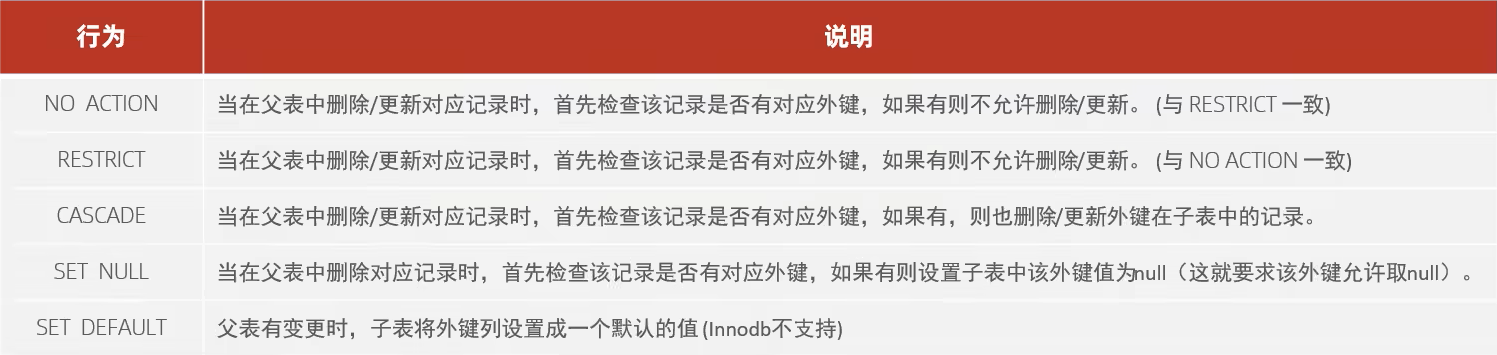 行为 说明
NO ACTION 当在父表中删除/更新对应记录时，首先检查该记录是否有对应外键，如果有则不允许删除/更新。 (与 RESTRICT 一致)
RESTRICT 当在父表中删除/更新对应记录时，首先检查该记录是否有对应外键，如果有则不允许删除/更新。 (与 NO ACTION 一致)
CASCADE 当在父表中删除/更新对应记录时，首先检查该记录是否有对应外键，如果有，则也删除/更新外键在子表中的记录。
SET NULL 当在父表中删除对应记录时，首先检查该记录是否有对应外键，如果有则设置子表中该外键值为null（这就要求该外键允许取null）。
SET DEFAULT 父表有变更时，子表将外键列设置成一个默认的值 (Innodb不支持)